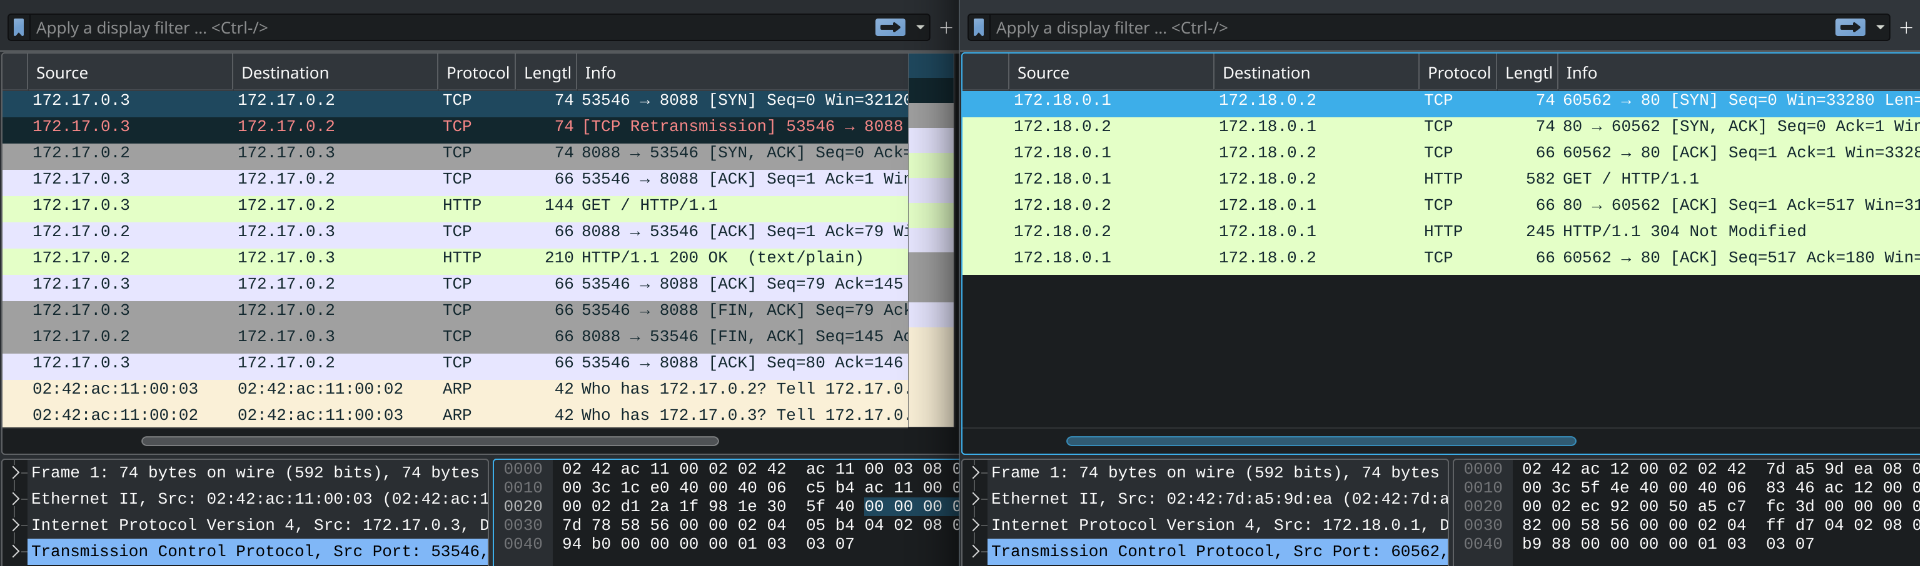 Apply a display filter ... <Ctrl-/>
Source Destination Protocol Lengtl Info
172.17.0.3 172.17.0.2 TCP 74 53546 → 8088 [SYN] Seq=0 Win=32120
172.17.0.3 172.17.0.2 TCP 74 [TCP Retransmission] 53546 → 8088
172.17.0.2 172.17.0.3 TCP 74 8088 → 53546 [SYN, ACK] Seq=0 Ack=
172.17.0.3 172.17.0.2 TCP 66 53546 → 8088 [ACK] Seq=1 Ack=1 Win
172.17.0.3 172.17.0.2 HTTP 144 GET / HTTP/1.1
172.17.0.2 172.17.0.3 TCP 66 8088 → 53546 [ACK] Seq=1 Ack=79 Wi
172.17.0.2 172.17.0.3 HTTP 210 HTTP/1.1 200 OK (text/plain)
172.17.0.3 172.17.0.2 TCP 66 53546 → 8088 [ACK] Seq=79 Ack=145
172.17.0.3 172.17.0.2 TCP 66 53546 → 8088 [FIN, ACK] Seq=79 Ack
172.17.0.2 172.17.0.3 TCP 66 8088 → 53546 [FIN, ACK] Seq=145 Ac
172.17.0.3 172.17.0.2 TCP 66 53546 → 8088 [ACK] Seq=80 Ack=146
02:42:ac:11:00:03 02:42:ac:11:00:02 ARP 42 Who has 172.17.0.2? Tell 172.17.0.
02:42:ac:11:00:02 02:42:ac:11:00:03 ARP 42 Who has 172.17.0.3? Tell 172.17.0.
Frame 1: 74 bytes on wire (592 bits), 74 bytes
Ethernet II, Src: 02:42:ac:11:00:03 (02:42:ac:1
Internet Protocol Version 4, Src: 172.17.0.3, D
Transmission Control Protocol, Src Port: 53546,
0000 02 42 ac 11 00 02 02 42 ac 11 00 03 08 0
0010 00 3c 1c e0 40 00 40 06 c5 b4 ac 11 00 0
0020 00 02 d1 2a 1f 98 1e 30 5f 40 00 00 00 0
0030 7d 78 58 56 00 00 02 04 05 b4 04 02 08 0
0040 94 b0 00 00 00 00 01 03 03 07
Apply a display filter ... <Ctrl-/>
Source Destination Protocol Lengtl Info
172.18.0.1 172.18.0.2 TCP 74 60562 → 80 [SYN] Seq=0 Win=33280 Len=
172.18.0.2 172.18.0.1 TCP 74 80 → 60562 [SYN, ACK] Seq=0 Ack=1 Win
172.18.0.1 172.18.0.2 TCP 66 60562 → 80 [ACK] Seq=1 Ack=1 Win=3328
172.18.0.1 172.18.0.2 HTTP 582 GET / HTTP/1.1
172.18.0.2 172.18.0.1 TCP 66 80 → 60562 [ACK] Seq=1 Ack=517 Win=31
172.18.0.2 172.18.0.1 HTTP 245 HTTP/1.1 304 Not Modified
172.18.0.1 172.18.0.2 TCP 66 60562 → 80 [ACK] Seq=517 Ack=180 Win=
Frame 1: 74 bytes on wire (592 bits), 74 bytes
Ethernet II, Src: 02:42:7d:a5:9d:ea (02:42:7d:a
Internet Protocol Version 4, Src: 172.18.0.1, D
Transmission Control Protocol, Src Port: 60562,
0000 02 42 ac 12 00 02 02 42 7d a5 9d ea 08 0
0010 00 3c 5f 4e 40 00 40 06 83 46 ac 12 00 0
0020 00 02 ec 92 00 50 a5 c7 fc 3d 00 00 00 0
0030 82 00 58 56 00 00 02 04 ff d7 04 02 08 0
0040 b9 88 00 00 00 00 01 03 03 07